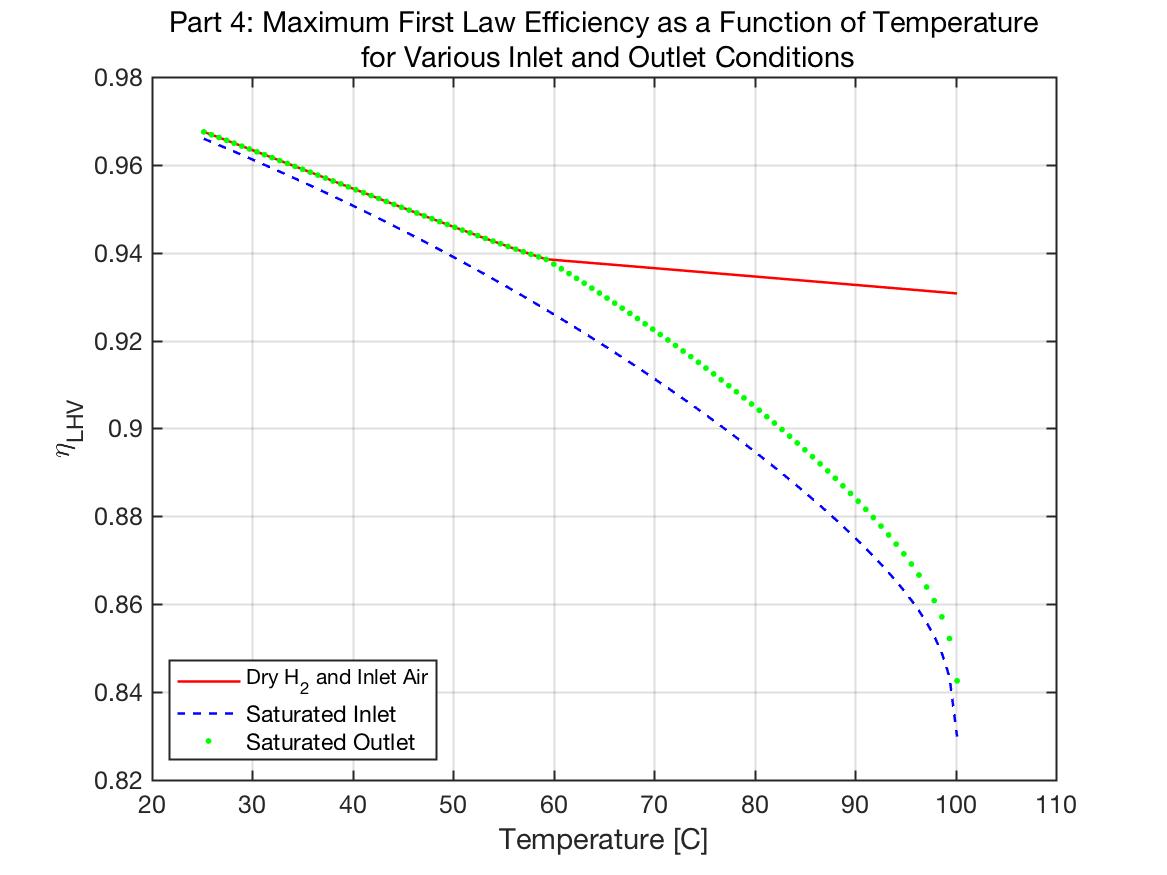 Part 4: Maximum First Law Efficiency as a Function of Temperature
for Various Inlet and Outlet Conditions
0.98
0.96
0.94
0.92
0.9
0.88
0.86
0.84
0.82
η_LHV
Dry H₂ and Inlet Air
Saturated Inlet
Saturated Outlet
20 30 40 50 60 70 80 90 100 110
Temperature [C]